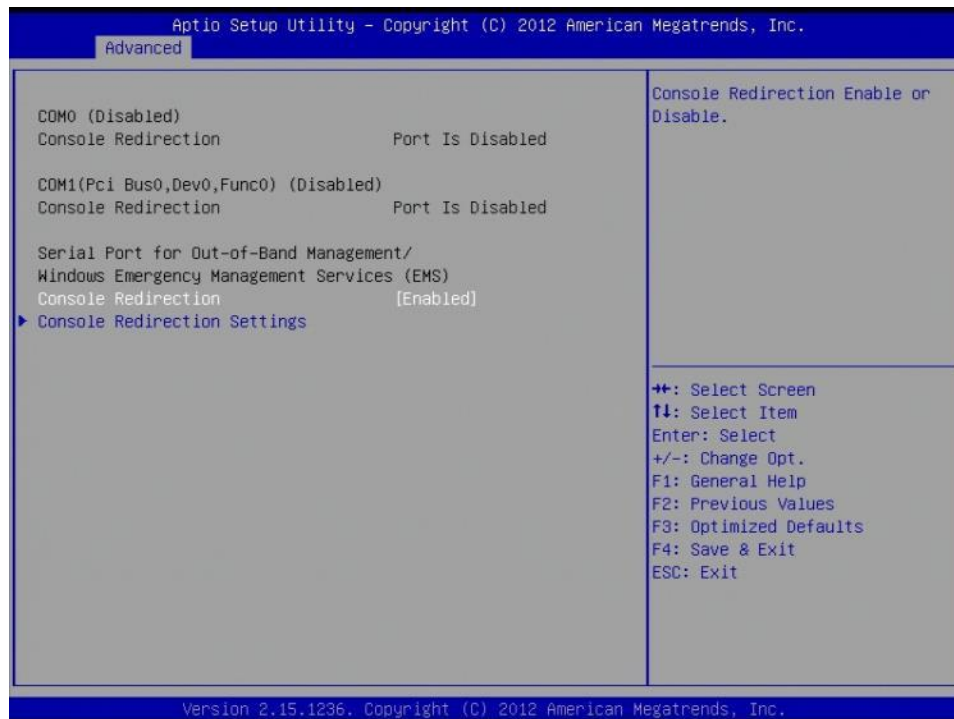 Aptio Setup Utility – Copyright (C) 2012 American Megatrends, Inc.
Advanced
COM0 (Disabled)
Console Redirection Port Is Disabled
COM1(Pci Bus0,Dev0,Func0) (Disabled)
Console Redirection Port Is Disabled
Serial Port for Out-of-Band Management/
Windows Emergency Management Services (EMS)
Console Redirection [Enabled]
▶ Console Redirection Settings
Console Redirection Enable or
Disable.
→←: Select Screen
↑↓: Select Item
Enter: Select
+/-: Change Opt.
F1: General Help
F2: Previous Values
F3: Optimized Defaults
F4: Save & Exit
ESC: Exit
Version 2.15.1236. Copyright (C) 2012 American Megatrends, Inc.